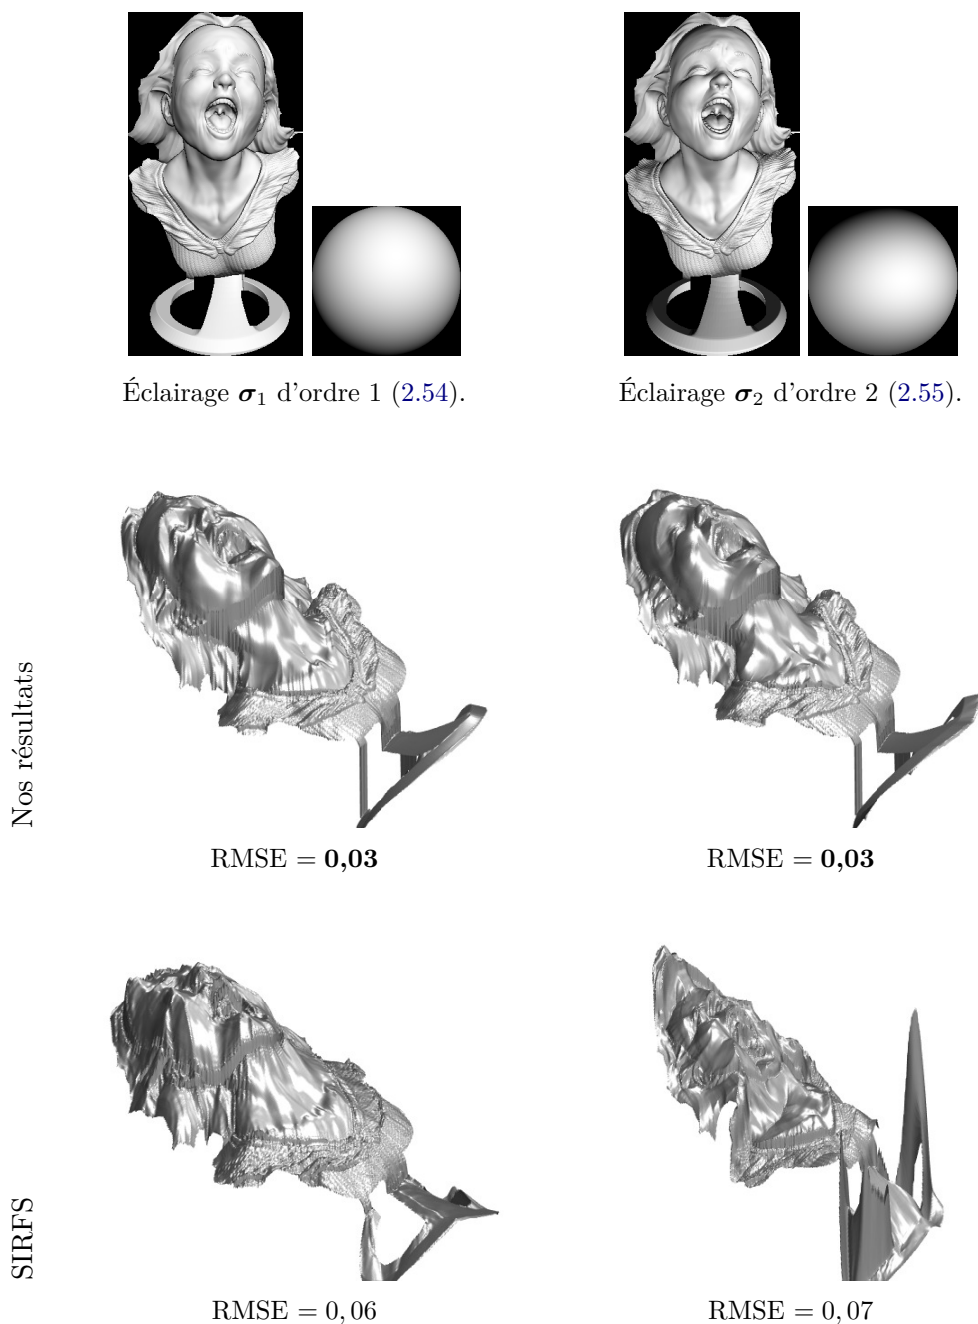 Éclairage σ₁ d'ordre 1 (2.54).
Éclairage σ₂ d'ordre 2 (2.55).
Nos résultats
RMSE = 0,03
RMSE = 0,03
SIRFS
RMSE = 0, 06
RMSE = 0, 07